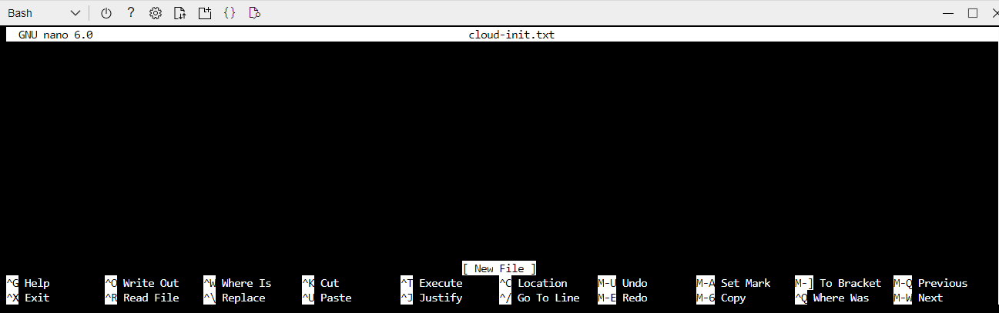 Bash
GNU nano 6.0 cloud-init.txt
[ New File ]
^G Help ^O Write Out ^W Where Is ^K Cut ^T Execute ^C Location M-U Undo M-A Set Mark M-] To Bracket M-Q Previous
^X Exit ^R Read File ^\ Replace ^U Paste ^J Justify ^/ Go To Line M-E Redo M-6 Copy ^Q Where Was M-W Next